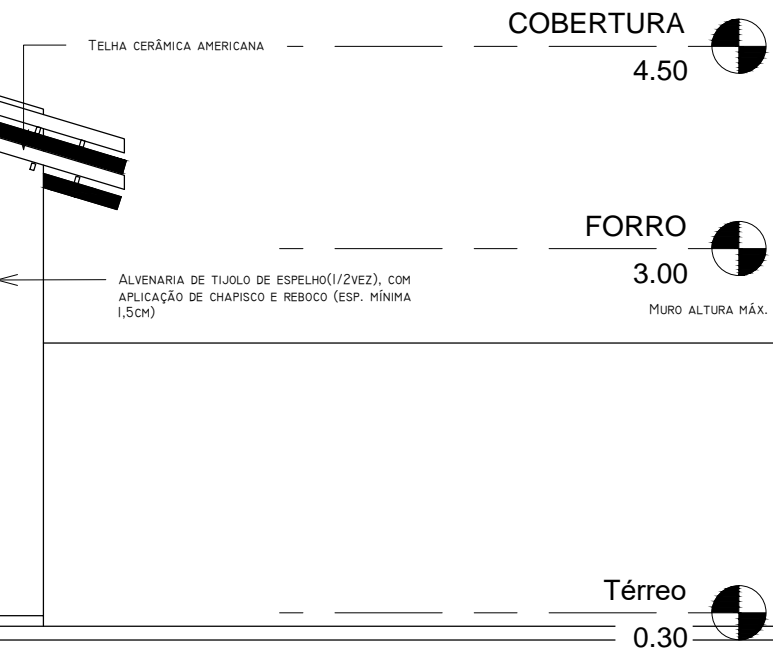 COBERTURA
TELHA CERÂMICA AMERICANA
4.50
FORRO
3.00
ALVENARIA DE TIJOLO DE ESPELHO(1/2VEZ), COM
APLICAÇÃO DE CHAPISCO E REBOCO (ESP. MÍNIMA
1,5CM)
MURO ALTURA MÁX.
Térreo
0.30